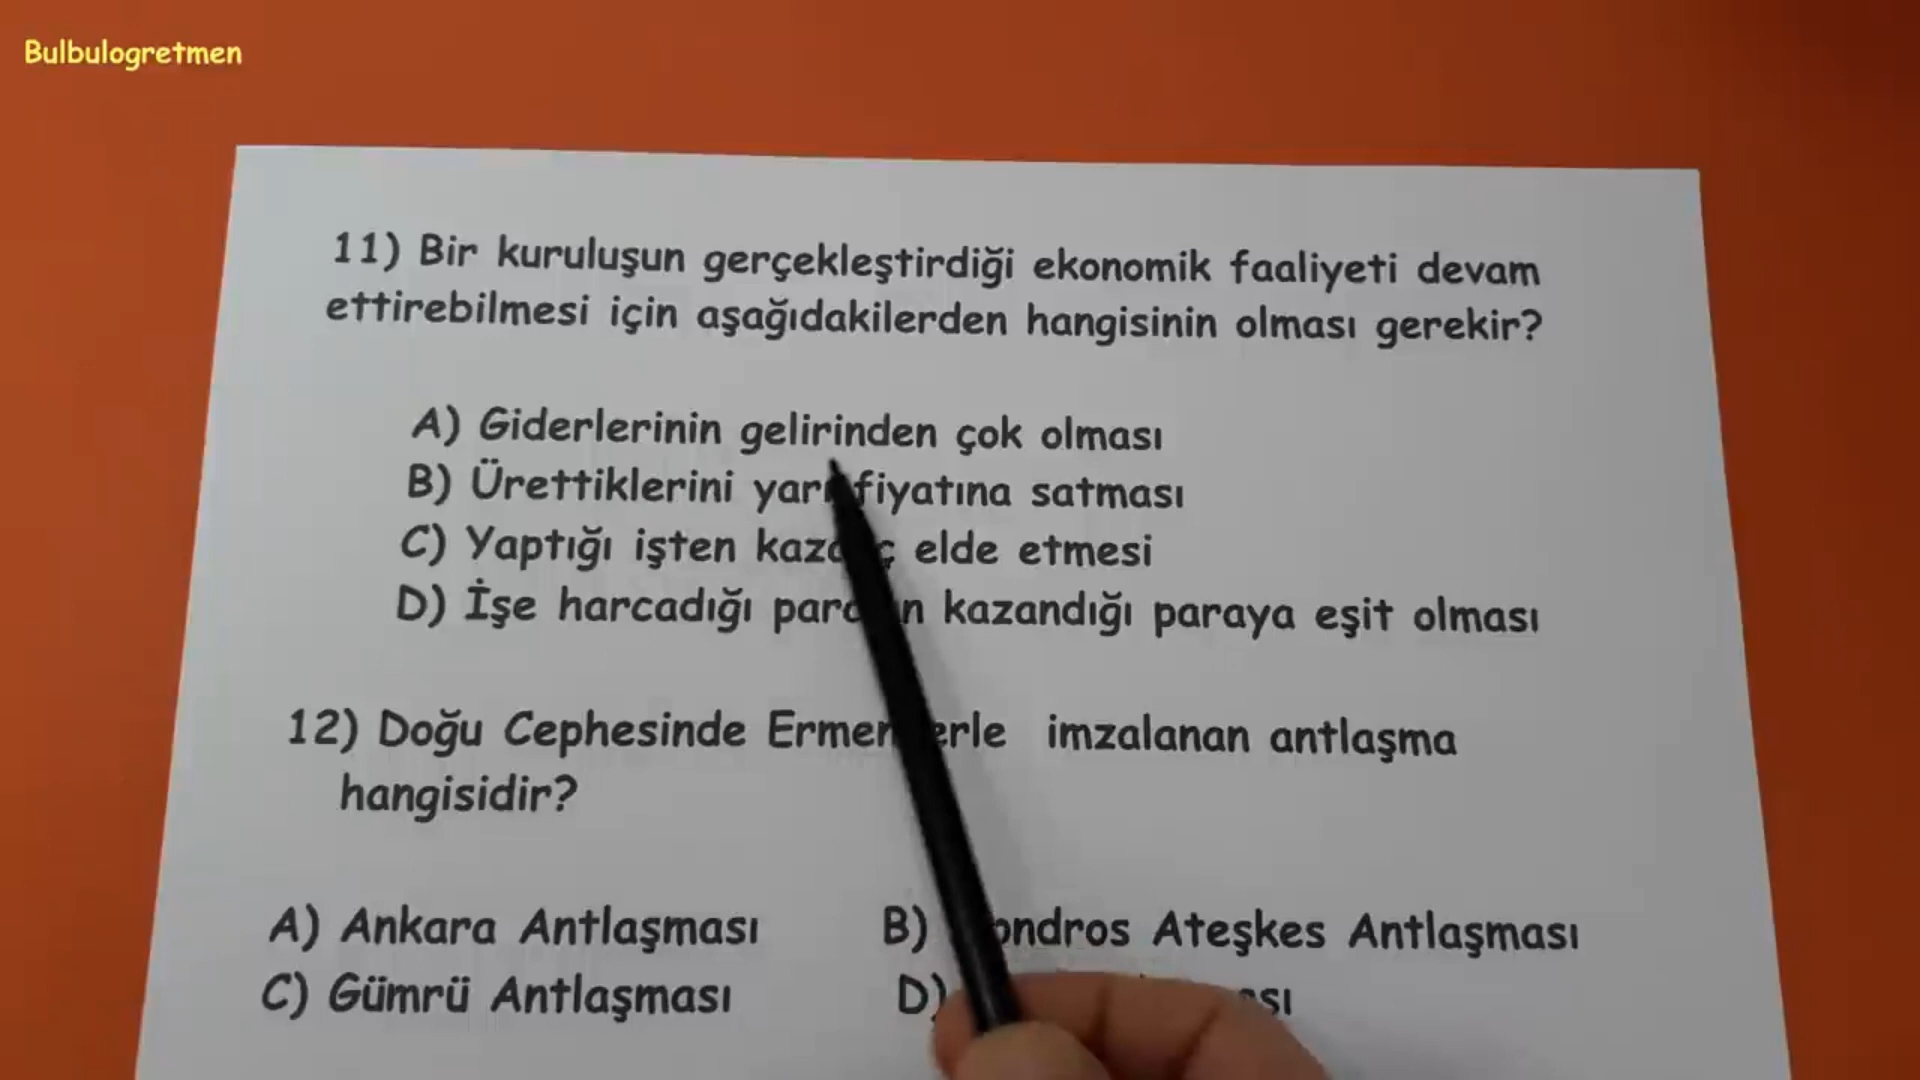 Bulbulogretmen
11) Bir kuruluşun gerçekleştirdiği ekonomik faaliyeti devam
ettirebilmesi için aşağıdakilerden hangisinin olması gerekir?
A) Giderlerinin gelirinden çok olması
B) Ürettiklerini yarı fiyatına satması
C) Yaptığı işten kazanç elde etmesi
D) İşe harcadığı paranın kazandığı paraya eşit olması
12) Doğu Cephesinde Ermenilerle imzalanan antlaşma
hangisidir?
A) Ankara Antlaşması B) Mondros Ateşkes Antlaşması
C) Gümrü Antlaşması D)